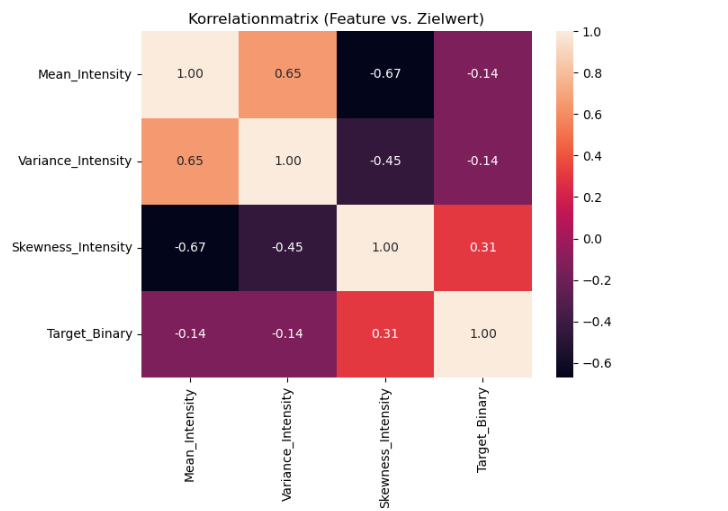 Korrelationmatrix (Feature vs. Zielwert)
Mean_Intensity 1.00 0.65 -0.67 -0.14
Variance_Intensity 0.65 1.00 -0.45 -0.14
Skewness_Intensity -0.67 -0.45 1.00 0.31
Target_Binary -0.14 -0.14 0.31 1.00
Mean_Intensity
Variance_Intensity
Skewness_Intensity
Target_Binary
1.0
0.8
0.6
0.4
0.2
0.0
−0.2
−0.4
−0.6